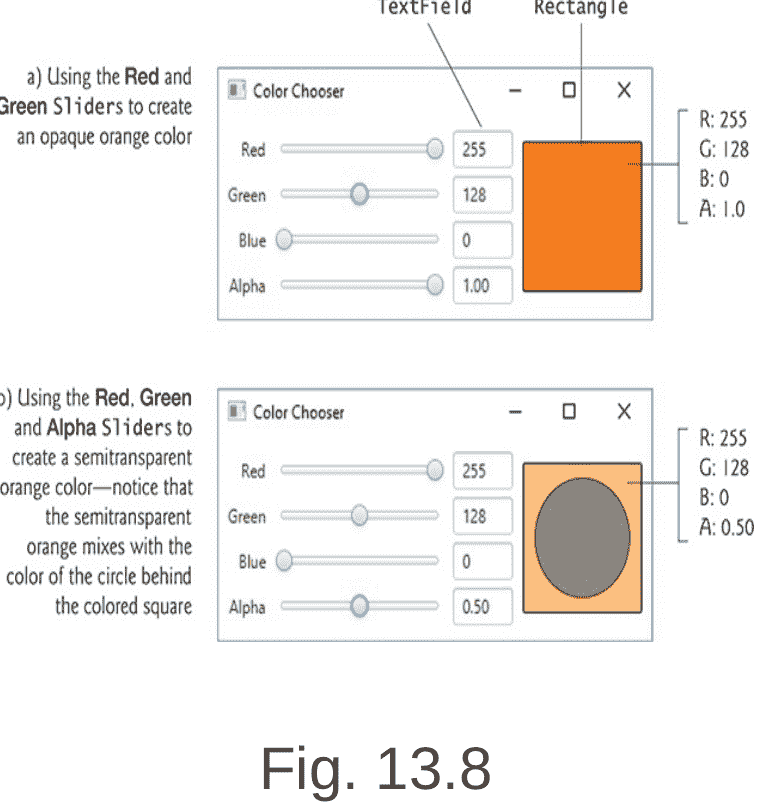 TextField Rectangle
a) Using the Red and
Green Sliders to create
an opaque orange color
Color Chooser
Red 255
Green 128
Blue 0
Alpha 1.00
R: 255
G: 128
B: 0
A: 1.0
b) Using the Red, Green
and Alpha Sliders to
create a semitransparent
orange color—notice that
the semitransparent
orange mixes with the
color of the circle behind
the colored square
Color Chooser
Red 255
Green 128
Blue 0
Alpha 0.50
R: 255
G: 128
B: 0
A: 0.50
Fig. 13.8